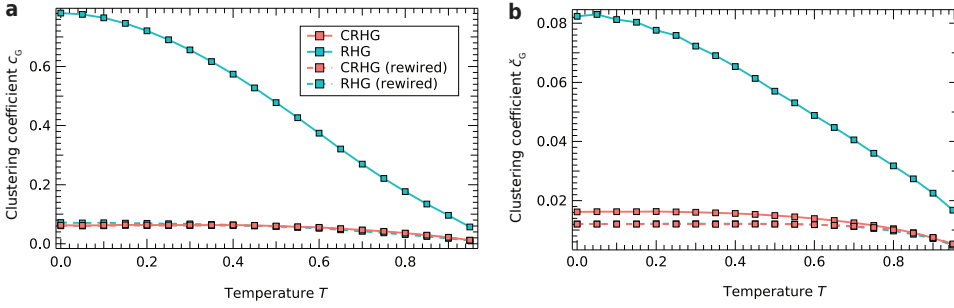 a
Clustering coefficient c_G
0.8
0.6
0.4
0.2
0.0
0.0 0.2 0.4 0.6 0.8
Temperature T
CRHG
RHG
CRHG (rewired)
RHG (rewired)
b
Clustering coefficient č_G
0.08
0.06
0.04
0.02
0.0 0.2 0.4 0.6 0.8
Temperature T